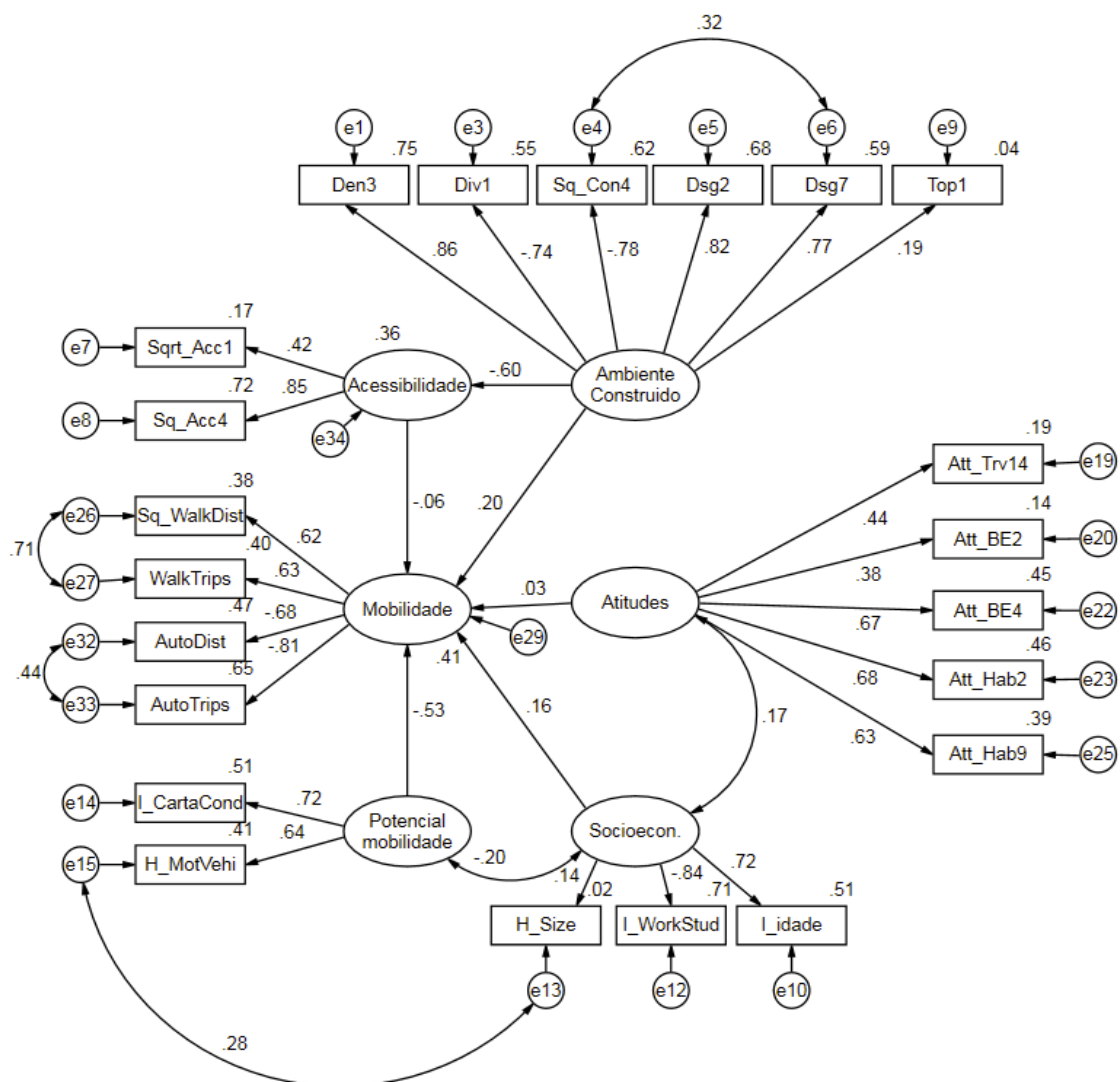 .32
e1 e3 e4 e5 e6 e9
.75 .55 .62 .68 .59 .04
Den3 Div1 Sq_Con4 Dsg2 Dsg7 Top1
.86 -.74 -.78 .82 .77 .19
.17
e7 Sqrt_Acc1 .42
.36
Acessibilidade
-.60
Ambiente
Construido
.72
e8 Sq_Acc4 .85
e34
-.06
.20
.19
Att_Trv14 e19
.44
.14
Att_BE2 e20
.38
.45
Att_BE4 e22
.67
.46
Att_Hab2 e23
.68
.39
Att_Hab9 e25
.63
.38
e26 Sq_WalkDist .62
.71
.40
e27 WalkTrips .63
.47
e32 AutoDist -.68
.44
.65
e33 AutoTrips -.81
Mobilidade
.03
Atitudes
e29
.41
-.53
.16
.17
.51
e14 I_CartaCond .72
.41
e15 H_MotVehi .64
Potencial
mobilidade
Socioecon.
-.20
.14 -.84 .72
.02 .71 .51
H_Size I_WorkStud I_idade
e13 e12 e10
.28